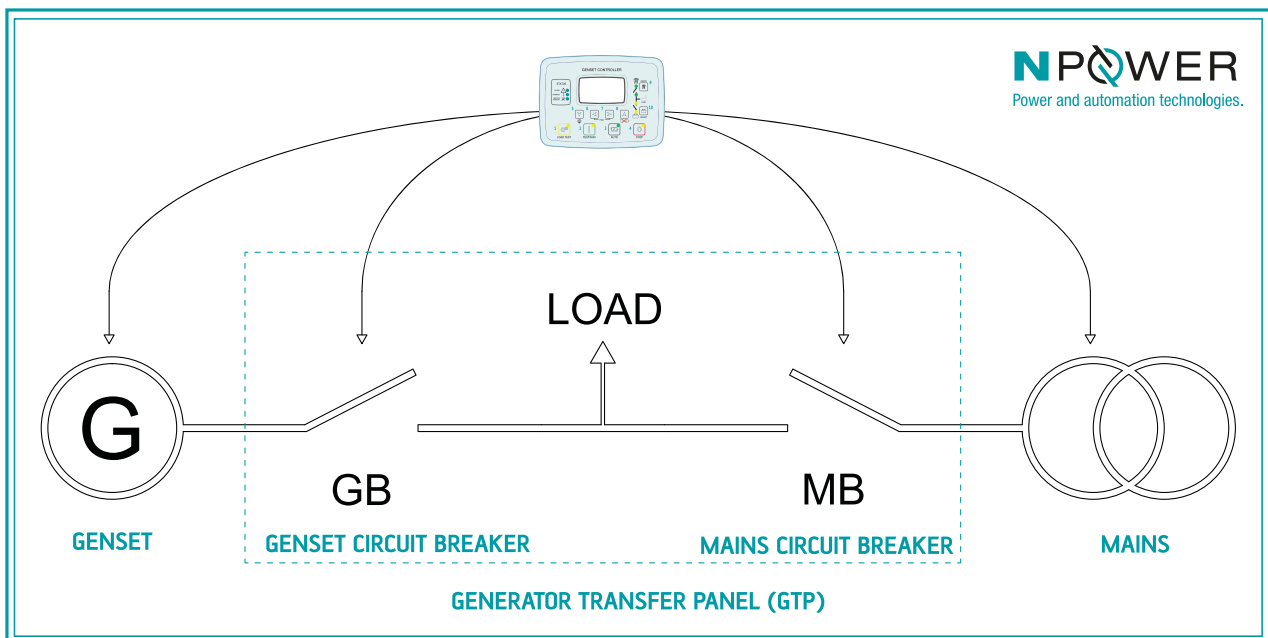 GENSET CONTROLLER
NPOWER
Power and automation technologies.
LOAD
G
GB
MB
GENSET
GENSET CIRCUIT BREAKER
MAINS CIRCUIT BREAKER
MAINS
GENERATOR TRANSFER PANEL (GTP)